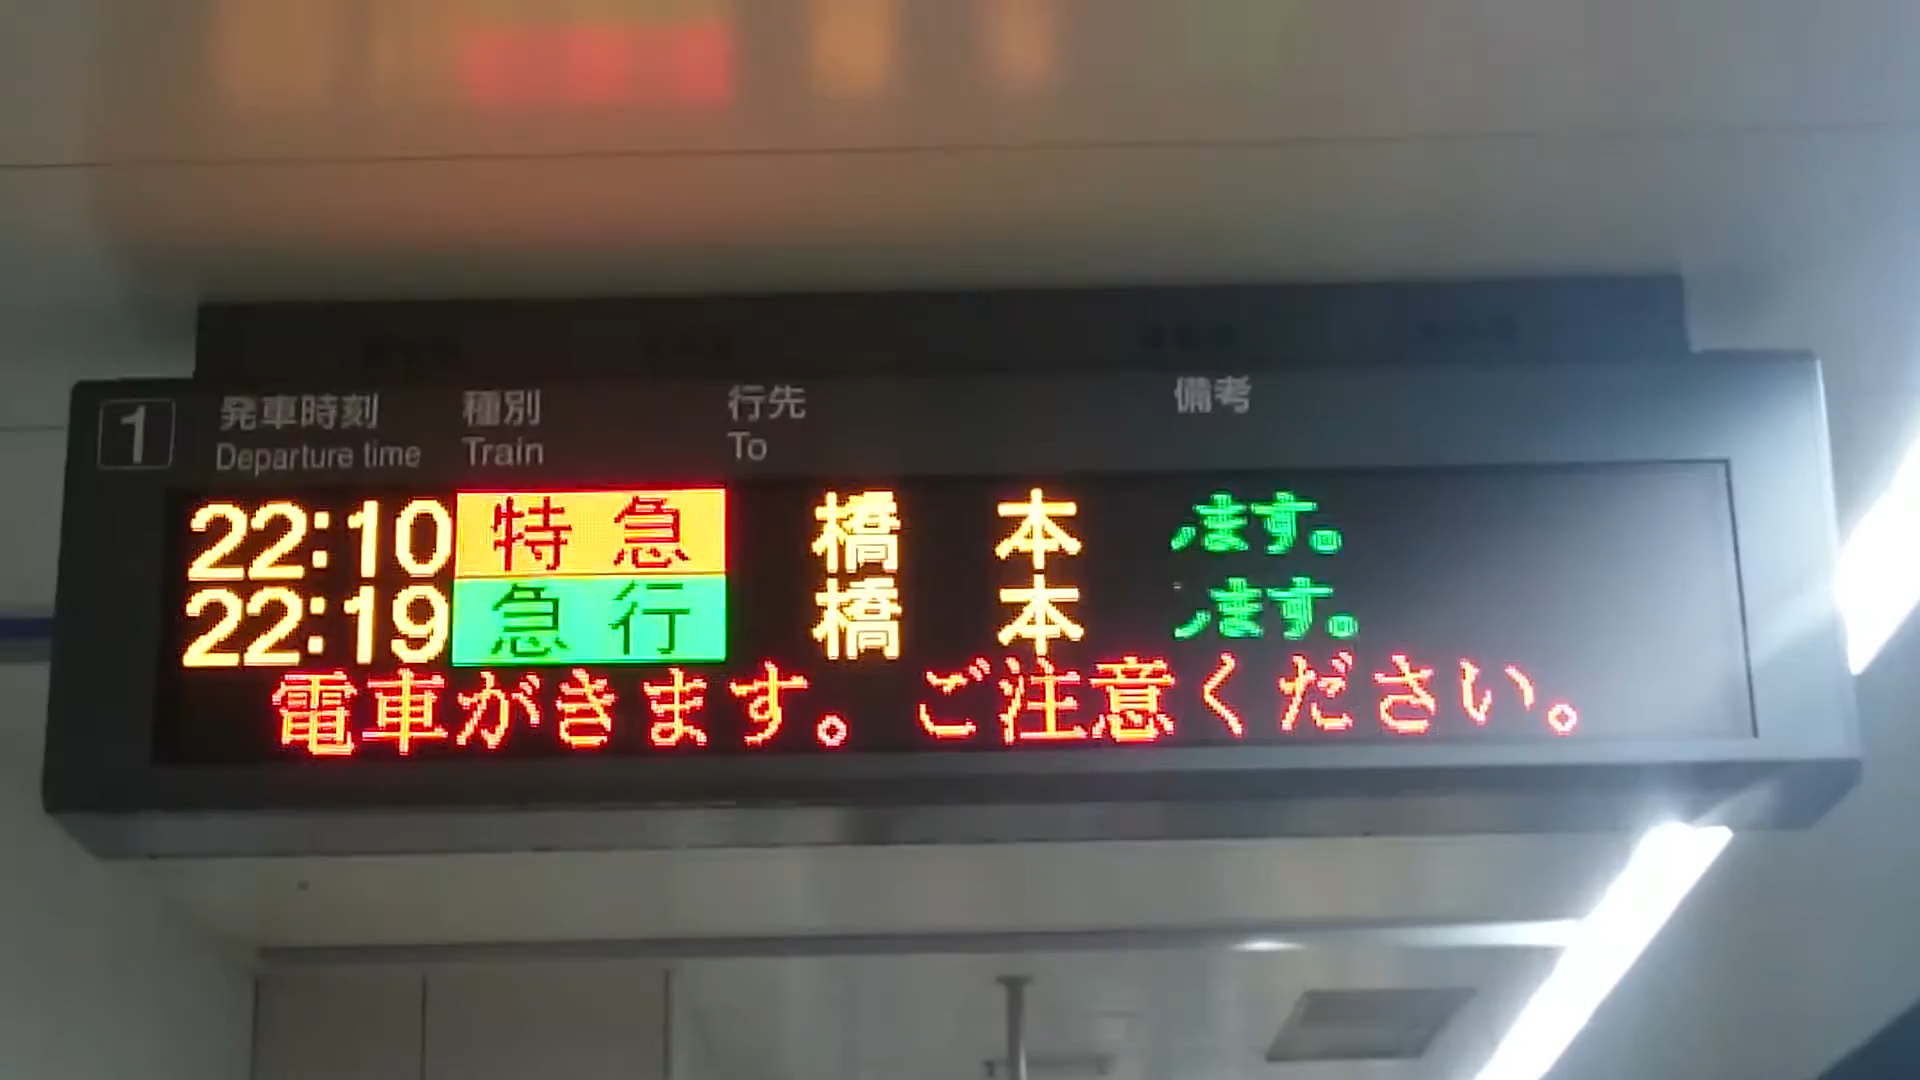 1 発車時刻 種別 行先 備考
Departure time Train To
22:10 特急 橋本 ます。
22:19 急行 橋本 ます。
電車がきます。ご注意ください。